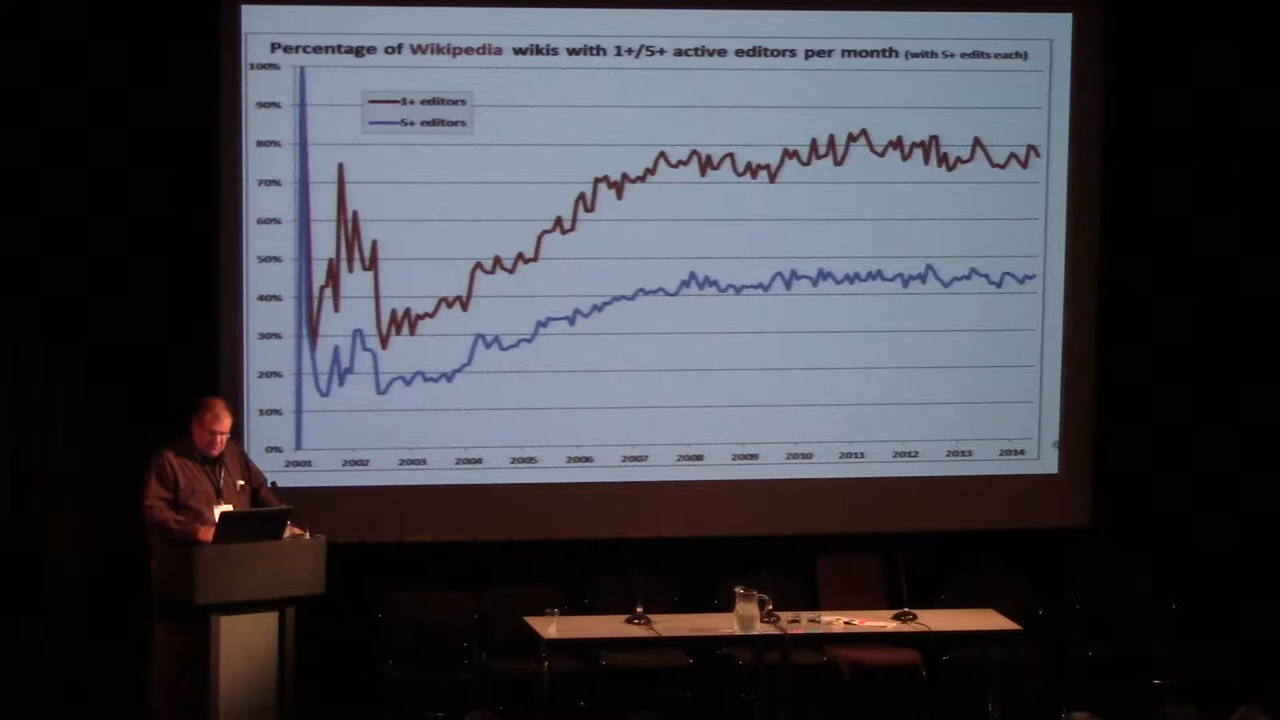 Percentage of Wikipedia wikis with 1+/5+ active editors per month (with 5+ edits each)
100%
90%
80%
70%
60%
50%
40%
30%
20%
10%
0%
1+ editors
5+ editors
2001 2002 2003 2004 2005 2006 2007 2008 2009 2010 2011 2012 2013 2014